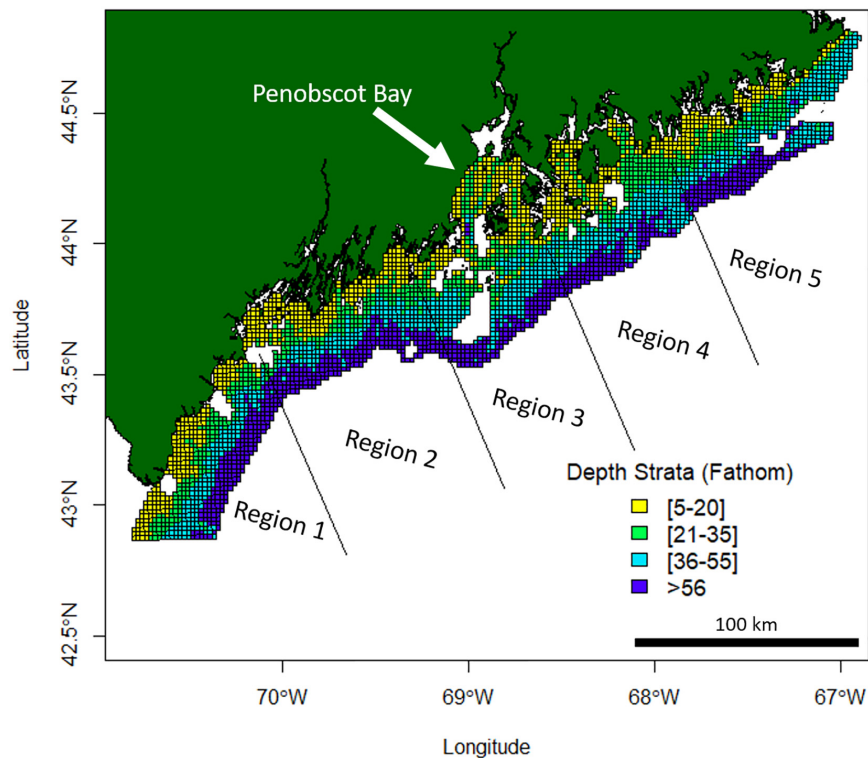 Penobscot Bay
44.5°N
44°N
43.5°N
43°N
42.5°N
Latitude
Region 5
Region 4
Region 3
Region 2
Region 1
Depth Strata (Fathom)
[5-20]
[21-35]
[36-55]
>56
100 km
70°W
69°W
68°W
67°W
Longitude